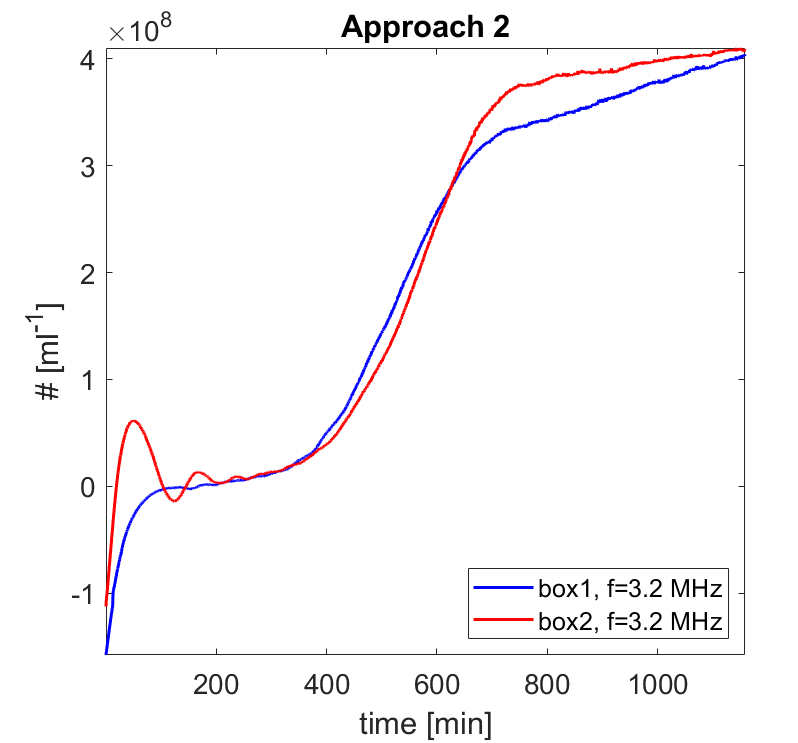 Approach 2
×10^8
4
3
2
1
0
-1
# [ml^-1]
200 400 600 800 1000
time [min]
box1, f=3.2 MHz
box2, f=3.2 MHz